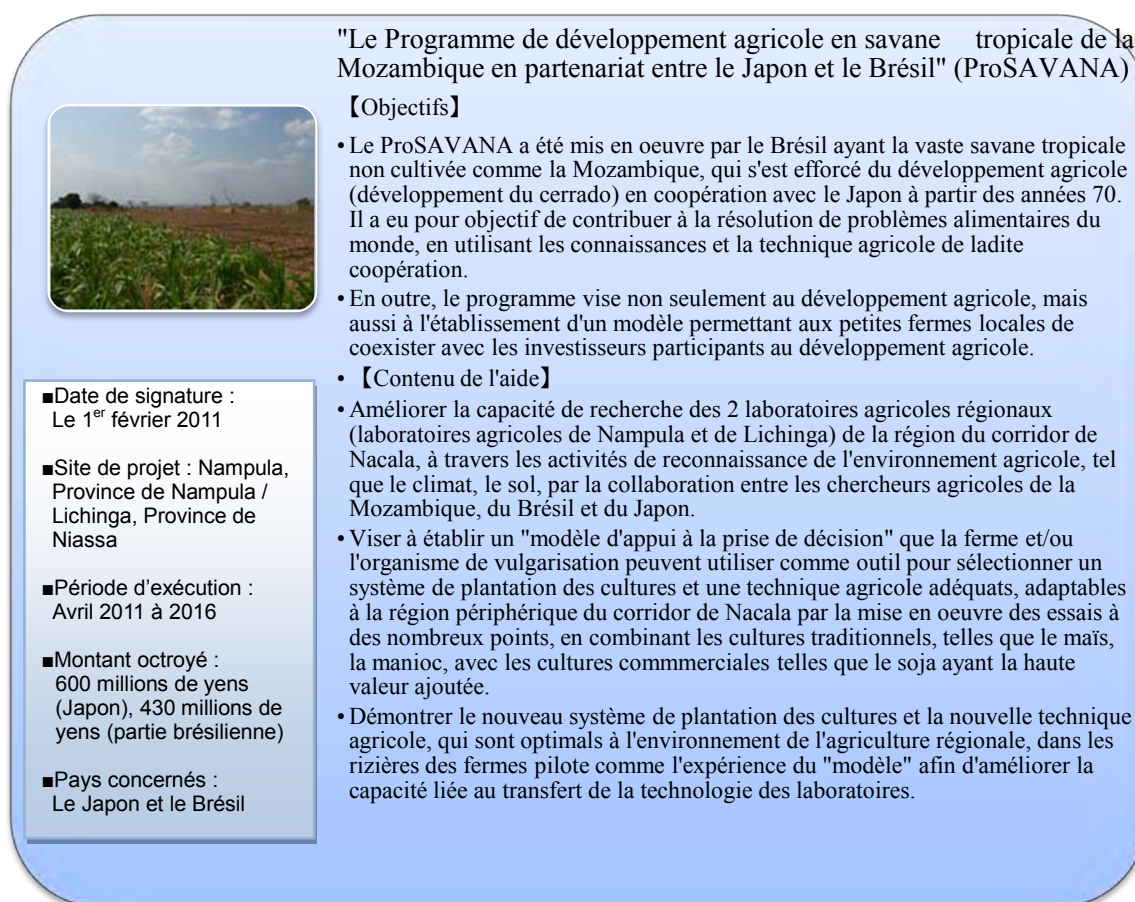 "Le Programme de développement agricole en savane tropicale de la
Mozambique en partenariat entre le Japon et le Brésil" (ProSAVANA)
【Objectifs】
• Le ProSAVANA a été mis en oeuvre par le Brésil ayant la vaste savane tropicale
non cultivée comme la Mozambique, qui s'est efforcé du développement agricole
(développement du cerrado) en coopération avec le Japon à partir des années 70.
Il a eu pour objectif de contribuer à la résolution de problèmes alimentaires du
monde, en utilisant les connaissances et la technique agricole de ladite
coopération.
• En outre, le programme vise non seulement au développement agricole, mais
aussi à l'établissement d'un modèle permettant aux petites fermes locales de
coexister avec les investisseurs participants au développement agricole.
• 【Contenu de l'aide】
• Améliorer la capacité de recherche des 2 laboratoires agricoles régionaux
(laboratoires agricoles de Nampula et de Lichinga) de la région du corridor de
Nacala, à travers les activités de reconnaissance de l'environnement agricole, tel
que le climat, le sol, par la collaboration entre les chercheurs agricoles de la
Mozambique, du Brésil et du Japon.
• Viser à établir un "modèle d'appui à la prise de décision" que la ferme et/ou
l'organisme de vulgarisation peuvent utiliser comme outil pour sélectionner un
système de plantation des cultures et une technique agricole adéquats, adaptables
à la région périphérique du corridor de Nacala par la mise en oeuvre des essais à
des nombreux points, en combinant les cultures traditionnels, telles que le maïs,
la manioc, avec les cultures commmerciales telles que le soja ayant la haute
valeur ajoutée.
• Démontrer le nouveau système de plantation des cultures et la nouvelle technique
agricole, qui sont optimals à l'environnement de l'agriculture régionale, dans les
rizières des fermes pilote comme l'expérience du "modèle" afin d'améliorer la
capacité liée au transfert de la technologie des laboratoires.
■Date de signature :
Le 1er février 2011
■Site de projet : Nampula,
Province de Nampula /
Lichinga, Province de
Niassa
■Période d’exécution :
Avril 2011 à 2016
■Montant octroyé :
600 millions de yens
(Japon), 430 millions de
yens (partie brésilienne)
■Pays concernés :
Le Japon et le Brésil